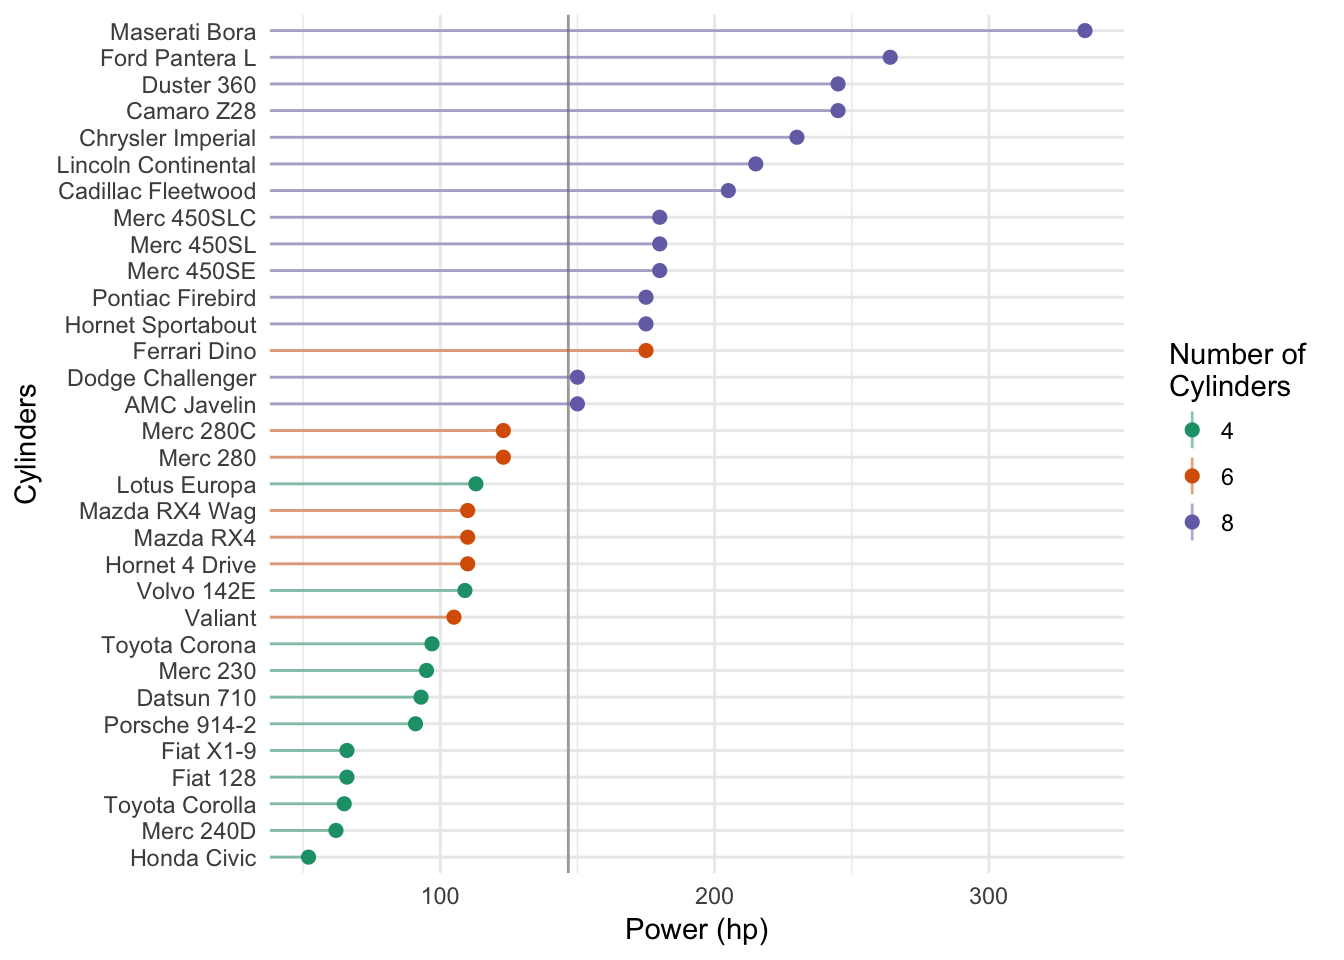 Maserati Bora
Ford Pantera L
Duster 360
Camaro Z28
Chrysler Imperial
Lincoln Continental
Cadillac Fleetwood
Merc 450SLC
Merc 450SL
Merc 450SE
Pontiac Firebird
Hornet Sportabout
Ferrari Dino
Dodge Challenger
AMC Javelin
Merc 280C
Merc 280
Lotus Europa
Mazda RX4 Wag
Mazda RX4
Hornet 4 Drive
Volvo 142E
Valiant
Toyota Corona
Merc 230
Datsun 710
Porsche 914-2
Fiat X1-9
Fiat 128
Toyota Corolla
Merc 240D
Honda Civic
Cylinders
100 200 300
Power (hp)
Number of
Cylinders
4
6
8